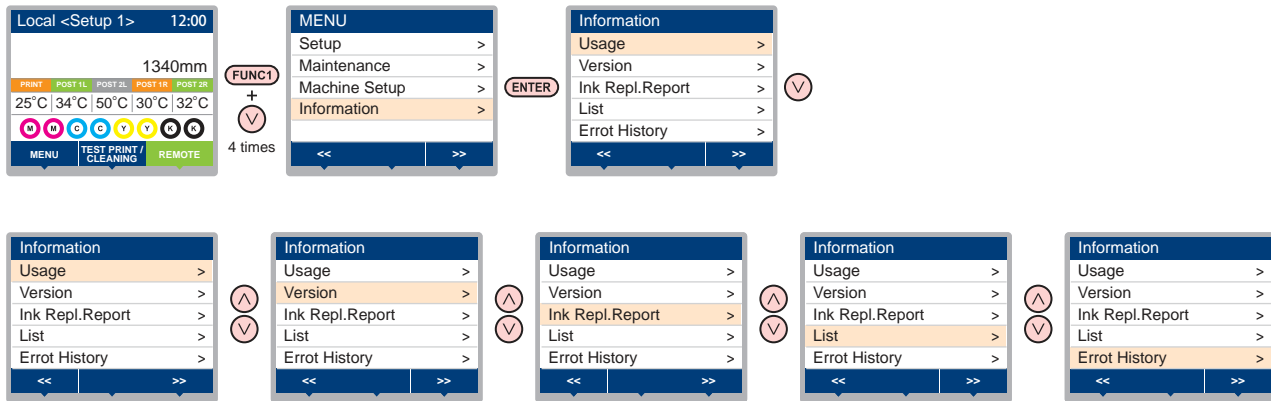 Local <Setup 1> 12:00
1340mm
PRINT POST 1L POST 2L POST 1R POST 2R
25°C 34°C 50°C 30°C 32°C
M M C C Y Y K K
MENU TEST PRINT / CLEANING REMOTE
FUNC1
+
4 times
MENU
Setup >
Maintenance >
Machine Setup >
Information >
<< >>
ENTER
Information
Usage >
Version >
Ink Repl.Report >
List >
Errot History >
<< >>
Information
Usage >
Version >
Ink Repl.Report >
List >
Errot History >
<< >>
Information
Usage >
Version >
Ink Repl.Report >
List >
Errot History >
<< >>
Information
Usage >
Version >
Ink Repl.Report >
List >
Errot History >
<< >>
Information
Usage >
Version >
Ink Repl.Report >
List >
Errot History >
<< >>
Information
Usage >
Version >
Ink Repl.Report >
List >
Errot History >
<< >>